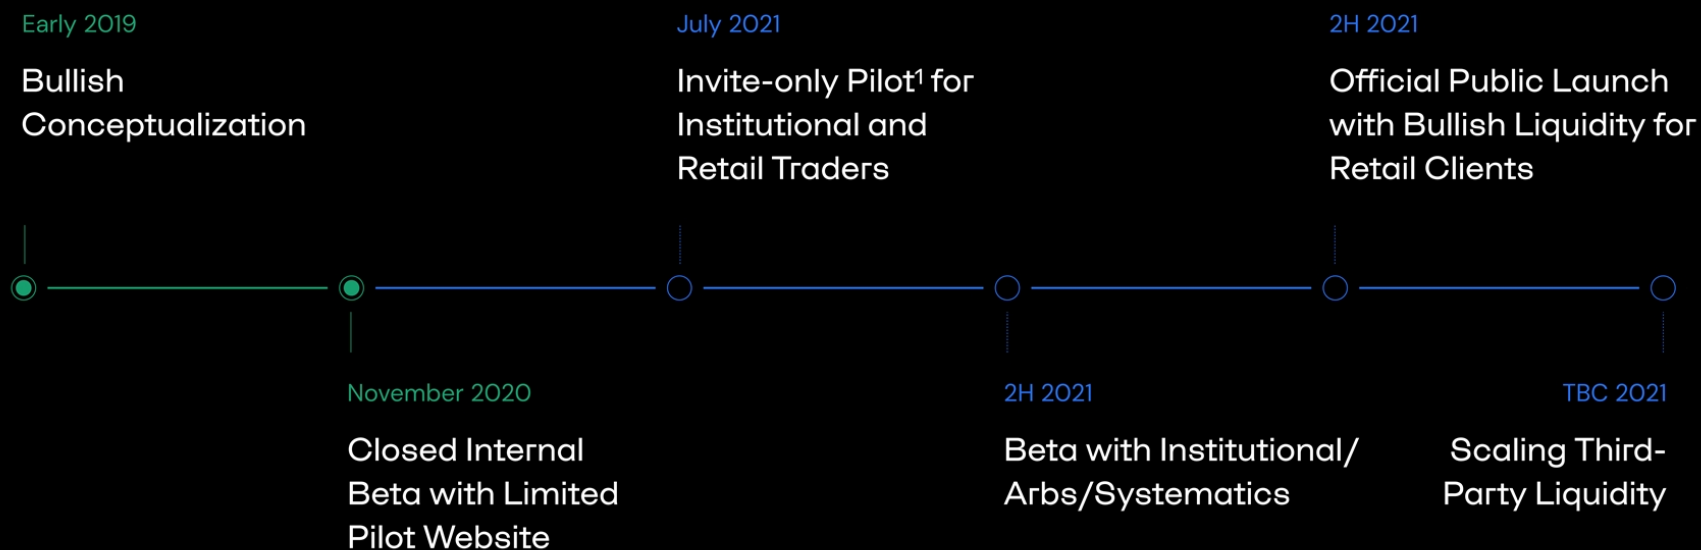 Early 2019
Bullish
Conceptualization
July 2021
Invite-only Pilot¹ for
Institutional and
Retail Traders
2H 2021
Official Public Launch
with Bullish Liquidity for
Retail Clients
November 2020
Closed Internal
Beta with Limited
Pilot Website
2H 2021
Beta with Institutional/
Arbs/Systematics
TBC 2021
Scaling Third-
Party Liquidity